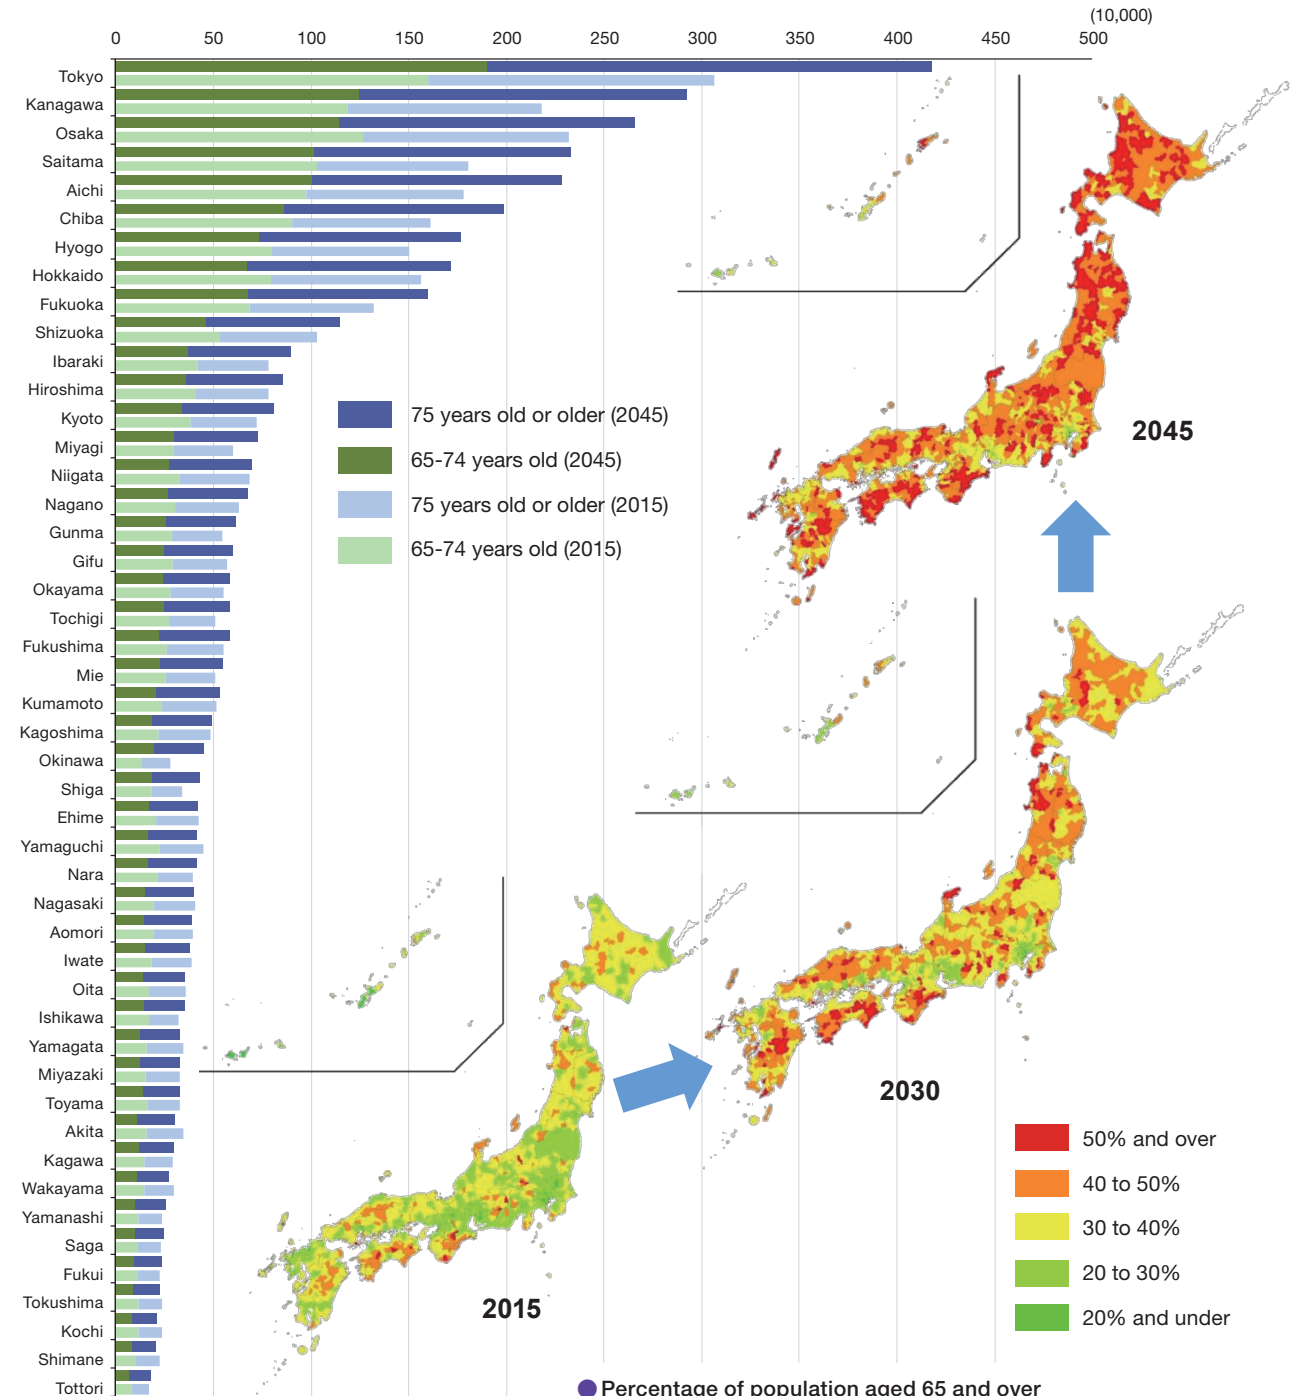 (10,000)
0 50 100 150 200 250 300 350 400 450 500
Tokyo
Kanagawa
Osaka
Saitama
Aichi
Chiba
Hyogo
Hokkaido
Fukuoka
Shizuoka
Ibaraki
Hiroshima
Kyoto
Miyagi
Niigata
Nagano
Gunma
Gifu
Okayama
Tochigi
Fukushima
Mie
Kumamoto
Kagoshima
Okinawa
Shiga
Ehime
Yamaguchi
Nara
Nagasaki
Aomori
Iwate
Oita
Ishikawa
Yamagata
Miyazaki
Toyama
Akita
Kagawa
Wakayama
Yamanashi
Saga
Fukui
Tokushima
Kochi
Shimane
Tottori
75 years old or older (2045)
65-74 years old (2045)
75 years old or older (2015)
65-74 years old (2015)
2045
2030
2015
50% and over
40 to 50%
30 to 40%
20 to 30%
20% and under
Percentage of population aged 65 and over